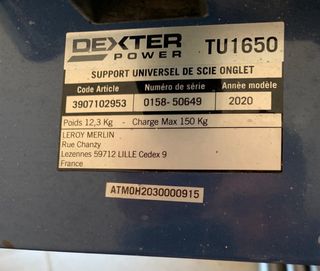 DEXTER POWER TU1650
SUPPORT UNIVERSEL DE SCIE ONGLET
Code Article Numéro de série Année modèle
3907102953 0158-50649 2020
Poids 12,3 Kg - Charge Max 150 Kg
LEROY MERLIN
Rue Chanzy
Lezennes 59712 LILLE Cedex 9
France
ATM0H2030000915